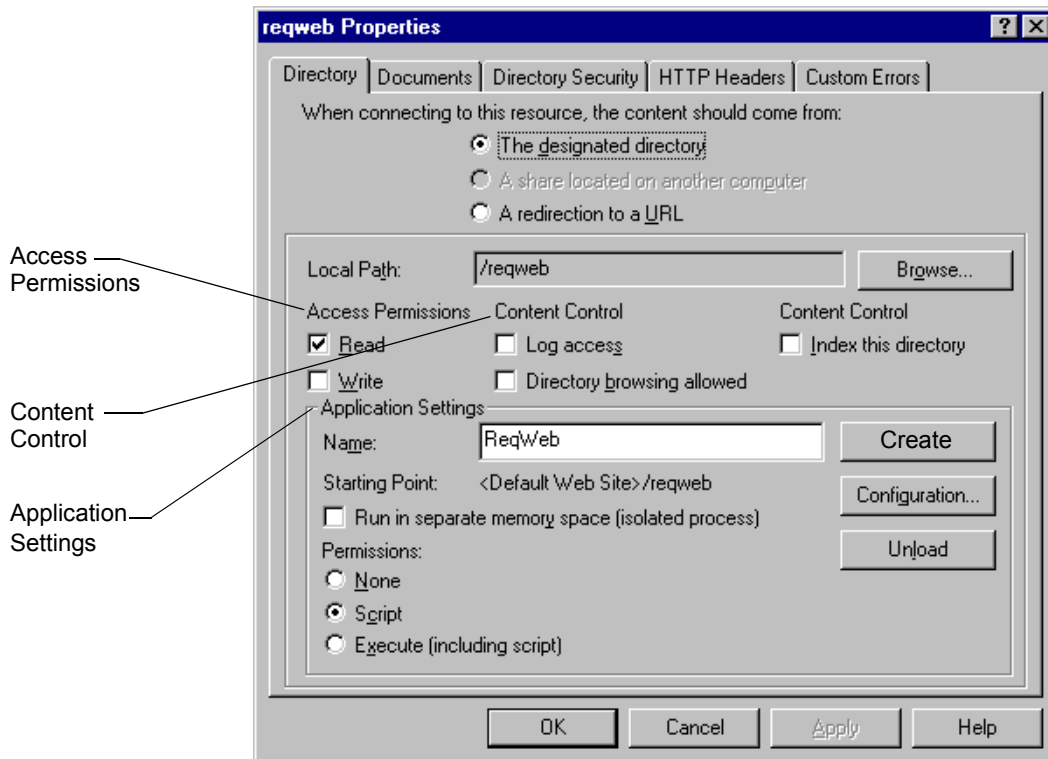 reqweb Properties
Directory Documents Directory Security HTTP Headers Custom Errors
When connecting to this resource, the content should come from:
The designated directory
A share located on another computer
A redirection to a URL
Access
Permissions
Local Path: /reqweb Browse...
Access Permissions Content Control Content Control
Read Log access Index this directory
Write Directory browsing allowed
Content
Control
Application Settings
Name: ReqWeb Create
Starting Point: <Default Web Site>/reqweb Configuration...
Application
Settings
Run in separate memory space (isolated process)
Permissions: Unload
None
Script
Execute (including script)
OK Cancel Apply Help